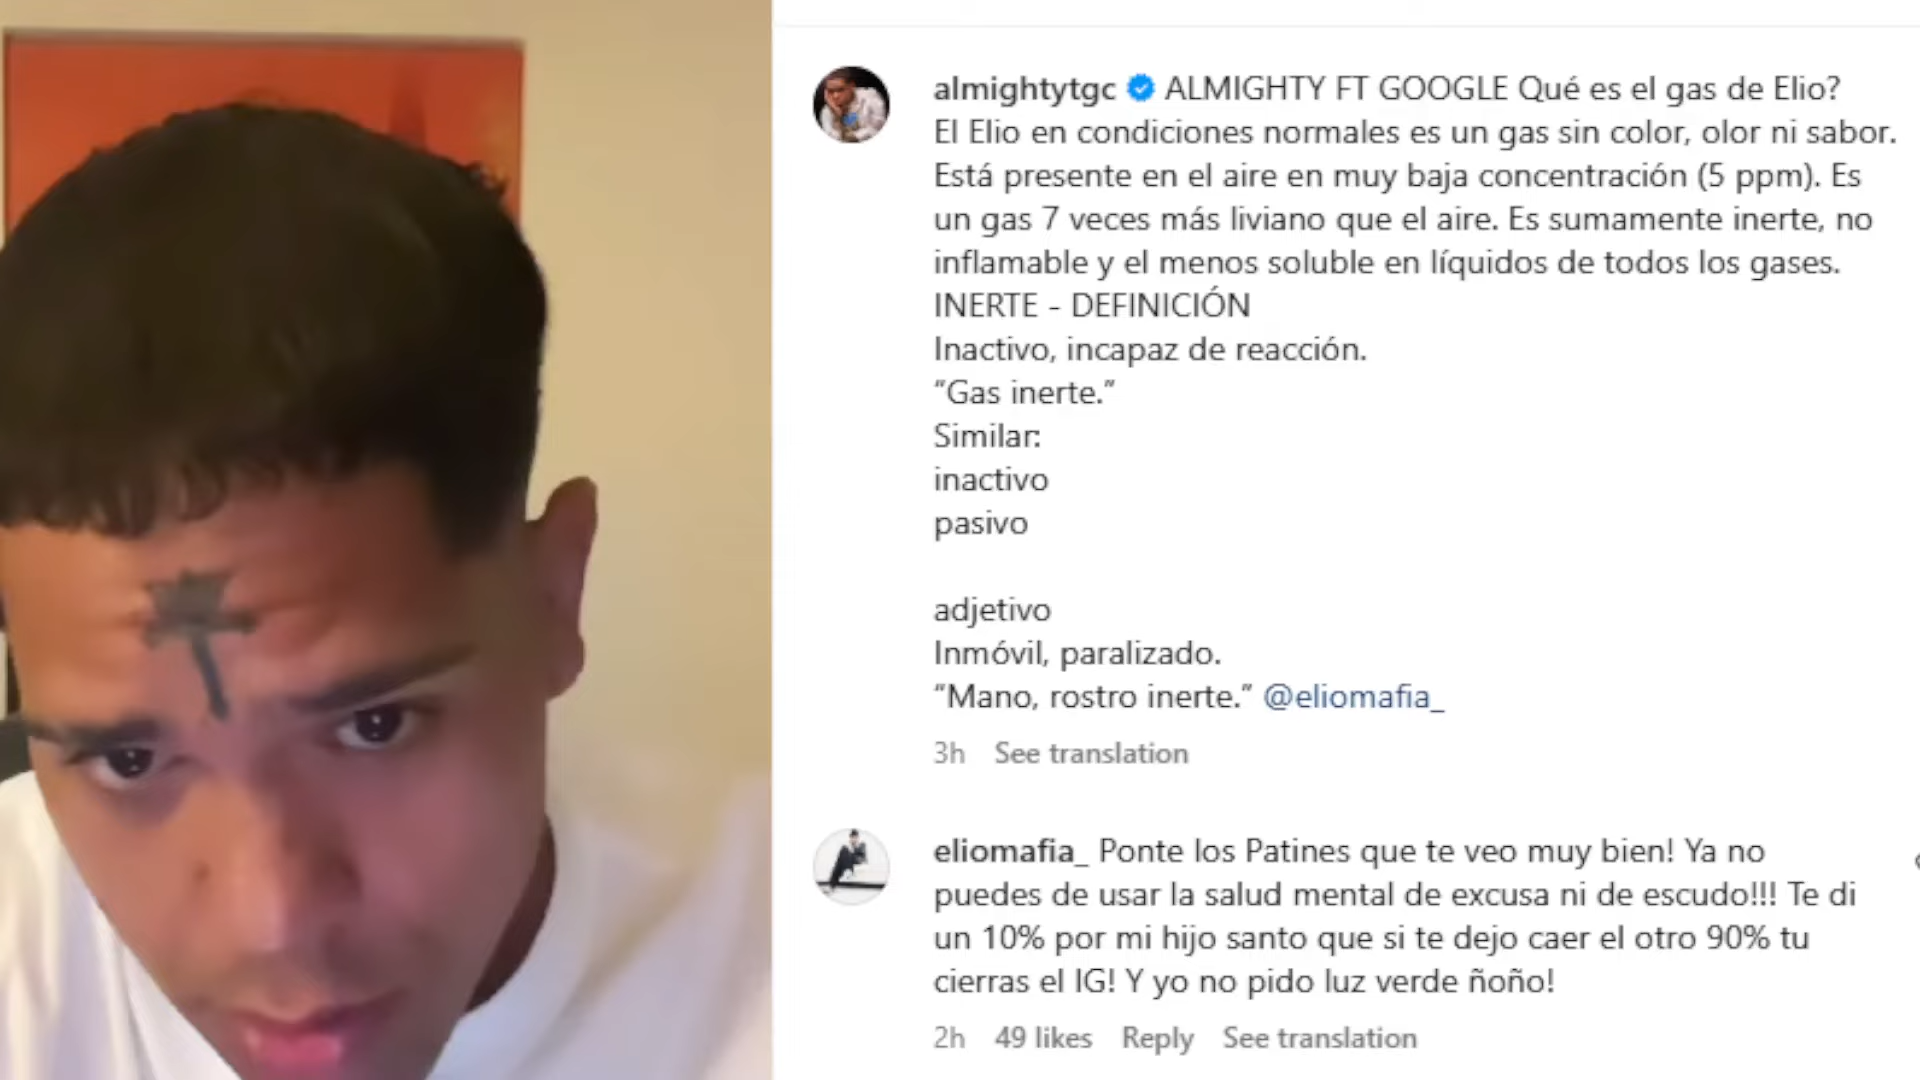 almightytgc ALMIGHTY FT GOOGLE Qué es el gas de Elio?
El Elio en condiciones normales es un gas sin color, olor ni sabor.
Está presente en el aire en muy baja concentración (5 ppm). Es
un gas 7 veces más liviano que el aire. Es sumamente inerte, no
inflamable y el menos soluble en líquidos de todos los gases.
INERTE - DEFINICIÓN
Inactivo, incapaz de reacción.
“Gas inerte.”
Similar:
inactivo
pasivo
adjetivo
Inmóvil, paralizado.
“Mano, rostro inerte.” @eliomafia_
3h See translation
eliomafia_ Ponte los Patines que te veo muy bien! Ya no
puedes de usar la salud mental de excusa ni de escudo!!! Te di
un 10% por mi hijo santo que si te dejo caer el otro 90% tu
cierras el IG! Y yo no pido luz verde ñoño!
2h 49 likes Reply See translation